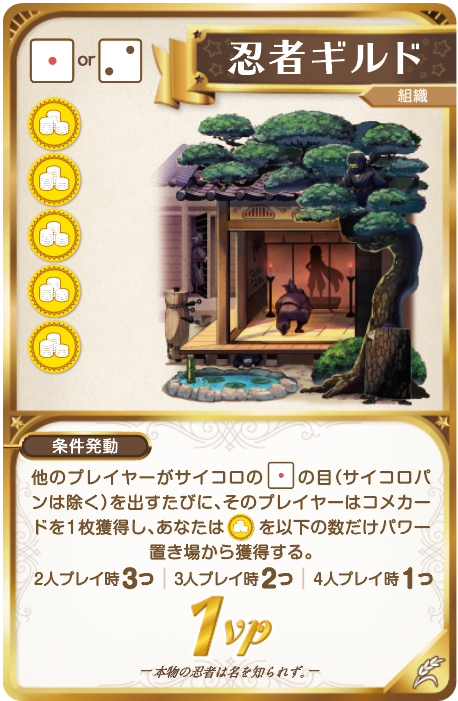 or
忍者ギルド
組織
条件発動
他のプレイヤーがサイコロの の目(サイコロパ
ンは除く)を出すたびに、そのプレイヤーはコメカー
ドを1枚獲得し、あなたは を以下の数だけパワー
置き場から獲得する。
2人プレイ時3つ|3人プレイ時2つ|4人プレイ時1つ
1vp
―本物の忍者は名を知られず。―